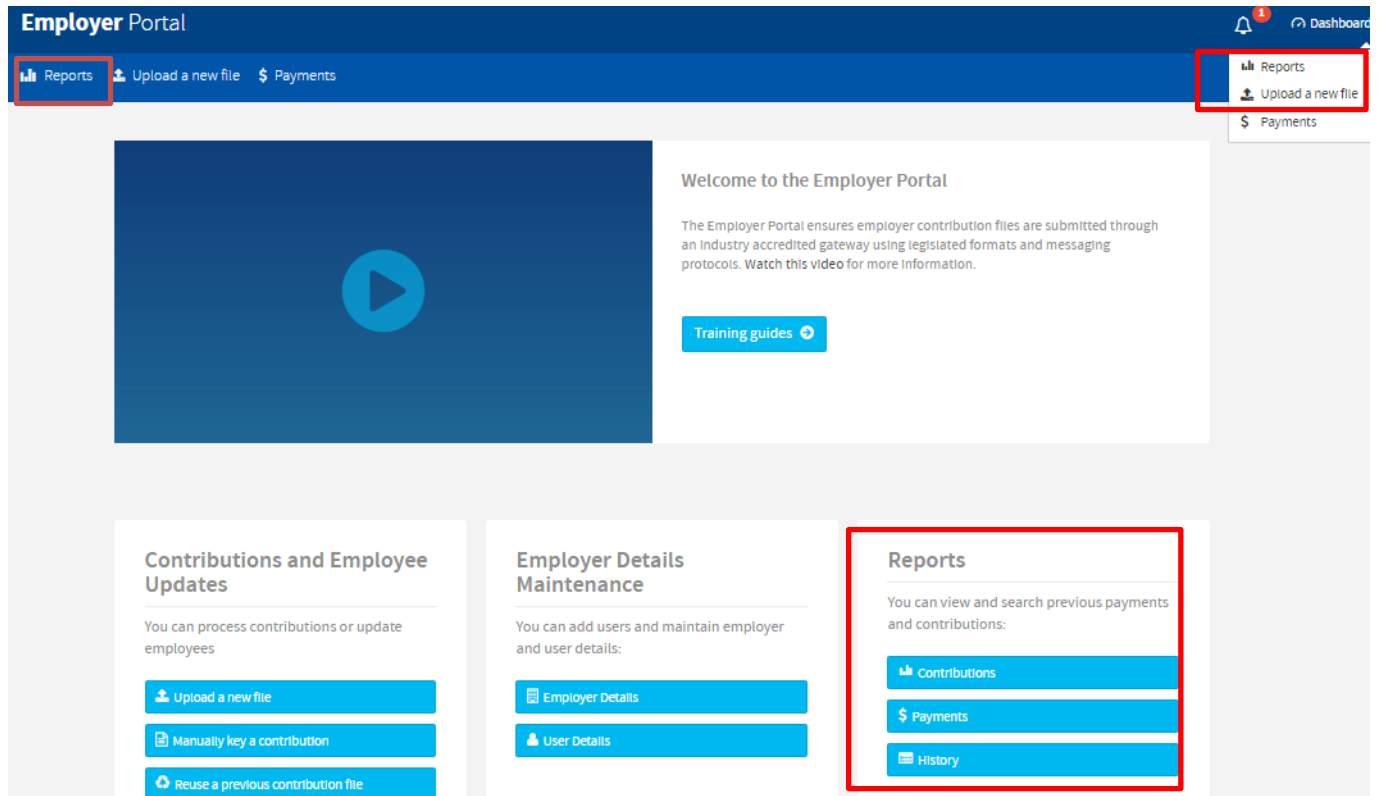 Employer Portal
1
Dashboard
Reports
Upload a new file
$ Payments
Reports
Upload a new file
$ Payments
Welcome to the Employer Portal
The Employer Portal ensures employer contribution files are submitted through
an industry accredited gateway using legislated formats and messaging
protocols. Watch this video for more information.
Training guides
Contributions and Employee
Updates
You can process contributions or update
employees
Upload a new file
Manually key a contribution
Reuse a previous contribution file
Employer Details
Maintenance
You can add users and maintain employer
and user details:
Employer Details
User Details
Reports
You can view and search previous payments
and contributions:
Contributions
$ Payments
History